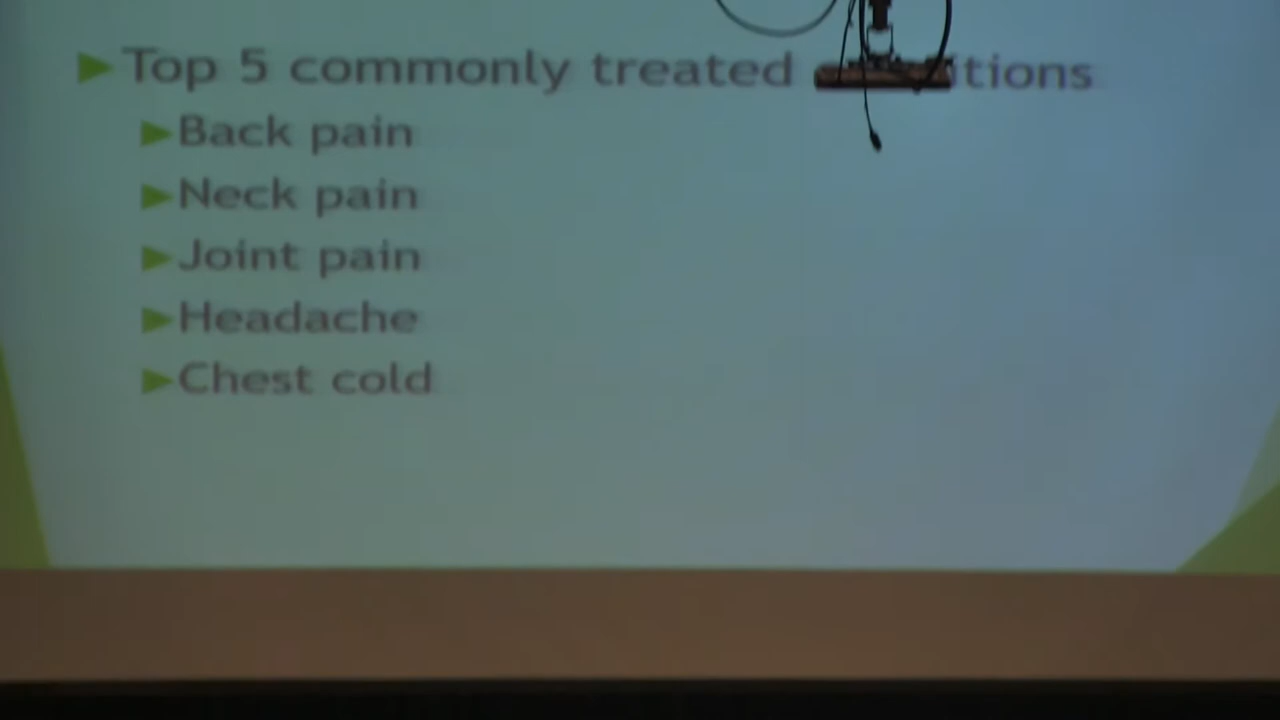 Top 5 commonly treated
Back pain
Neck pain
Joint pain
Headache
Chest cold